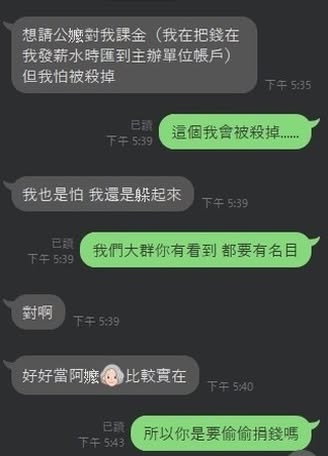 想請公嬤對我課金（我在把錢在
我發薪水時匯到主辦單位帳戶）
但我怕被殺掉
下午 5:35
已讀
下午 5:39
這個我會被殺掉......
我也是怕 我還是躲起來
下午 5:39
已讀
下午 5:39
我們大群你有看到 都要有名目
對啊
下午 5:39
好好當阿嬤👵🏻比較實在
下午 5:40
已讀
下午 5:43
所以你是要偷偷捐錢嗎